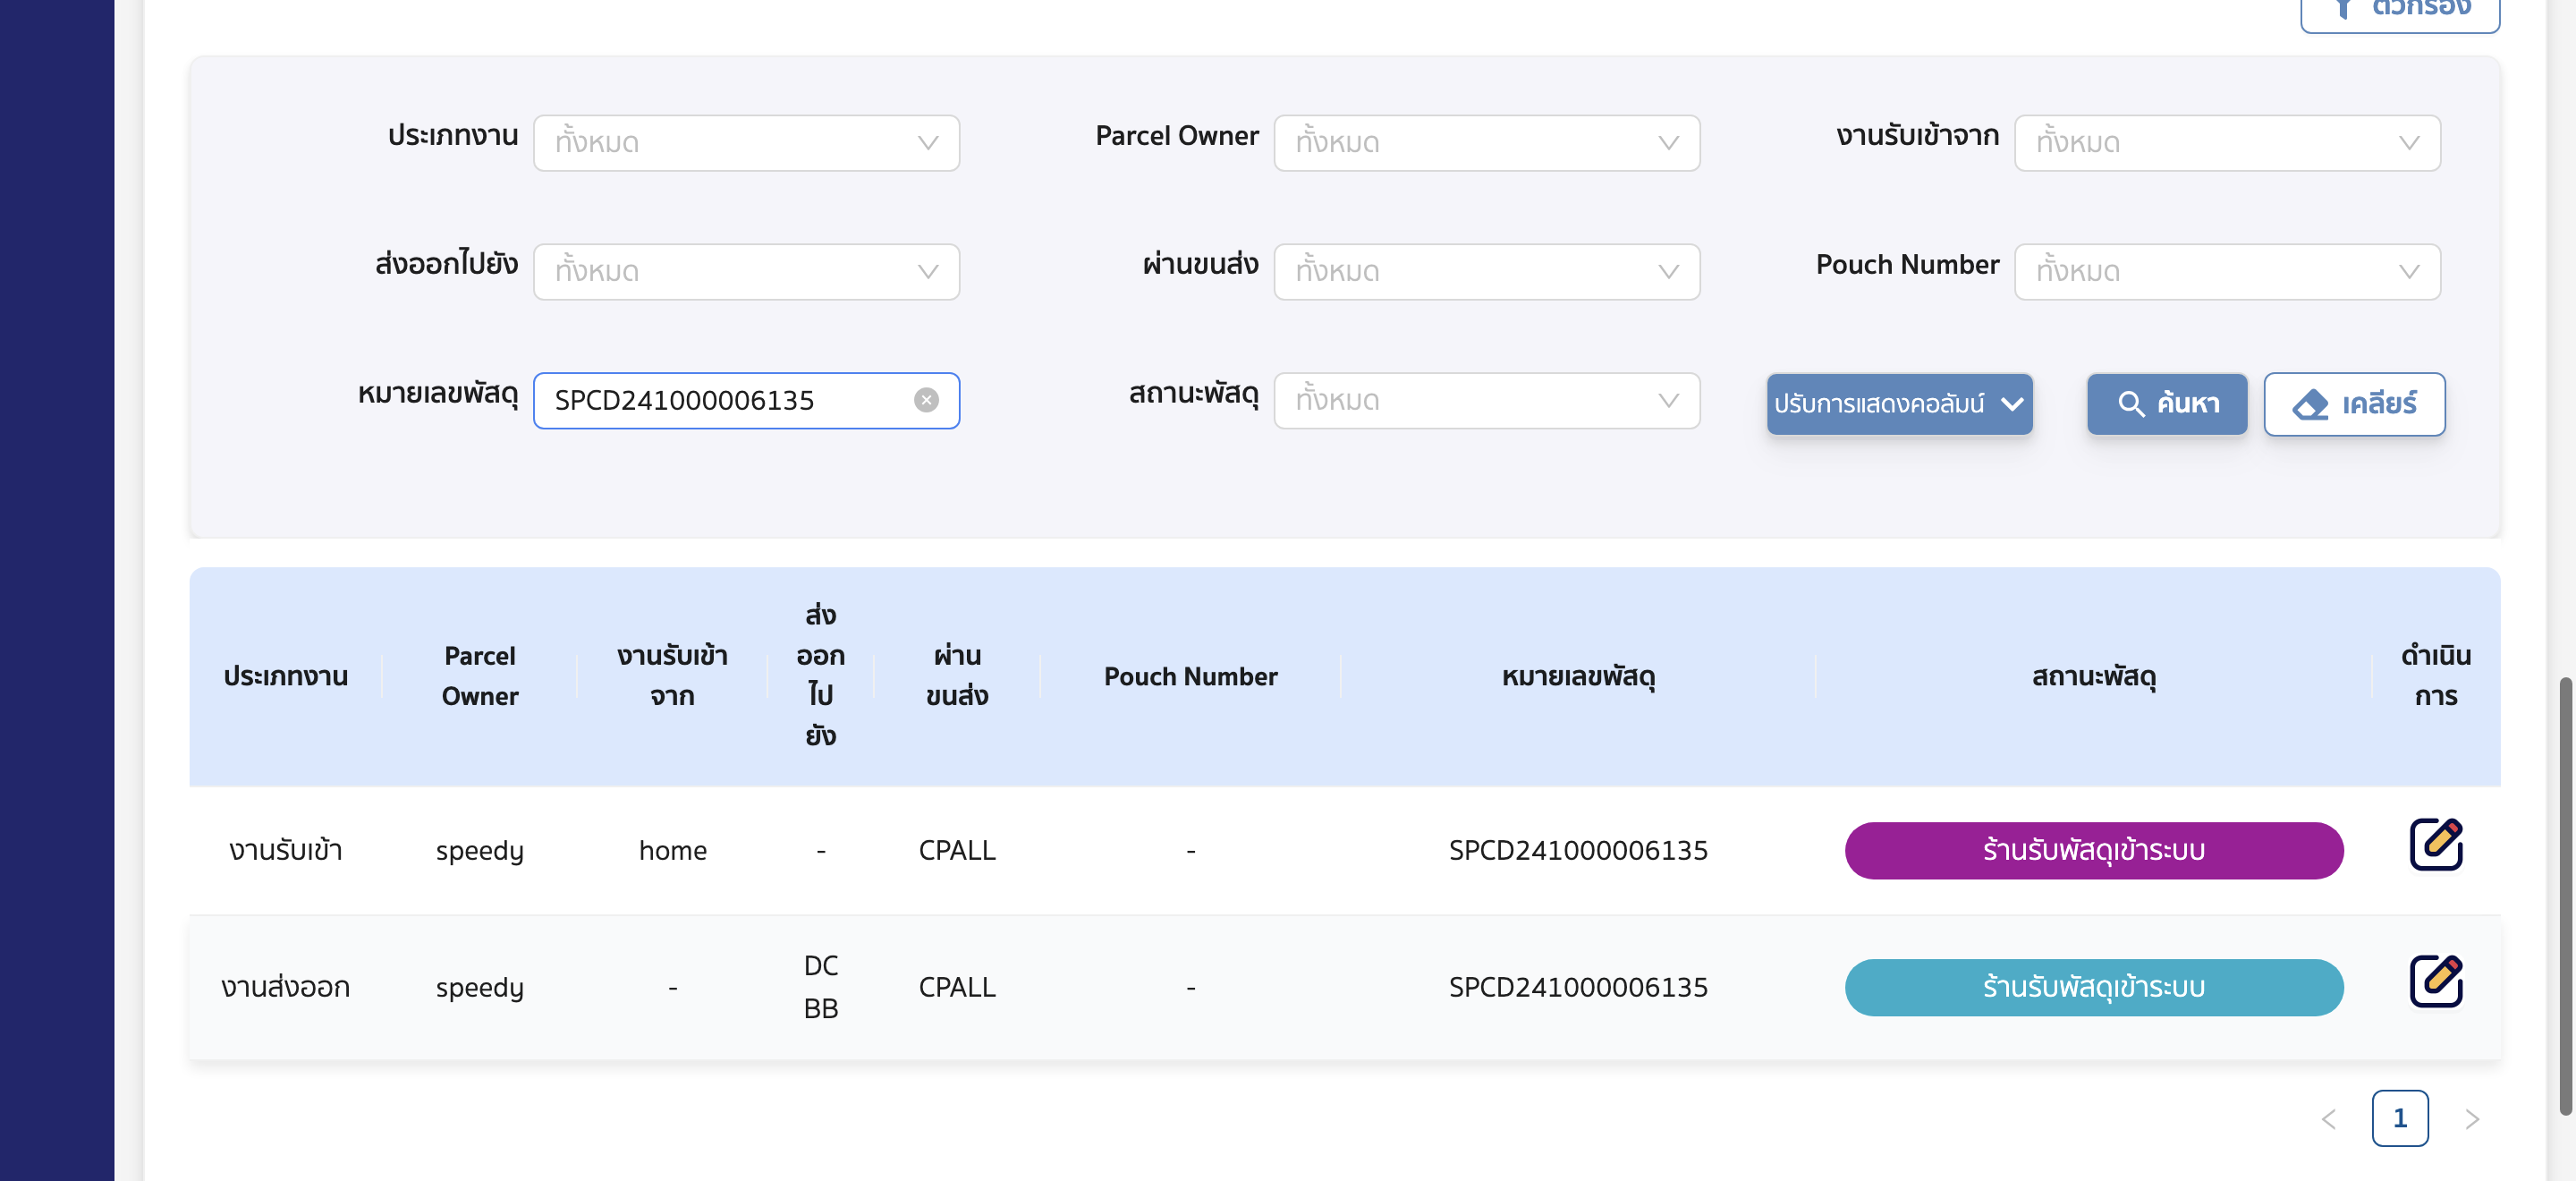 ตัวกรอง
ประเภทงาน ทั้งหมด Parcel Owner ทั้งหมด งานรับเข้าจาก ทั้งหมด
ส่งออกไปยัง ทั้งหมด ผ่านขนส่ง ทั้งหมด Pouch Number ทั้งหมด
หมายเลขพัสดุ SPCD241000006135 สถานะพัสดุ ทั้งหมด ปรับการแสดงคอลัมน์ ค้นหา เคลียร์
ประเภทงาน
Parcel
Owner
งานรับเข้า
จาก
ส่ง
ออก
ไป
ยัง
ผ่าน
ขนส่ง
Pouch Number
หมายเลขพัสดุ
สถานะพัสดุ
ดำเนิน
การ
งานรับเข้า speedy home - CPALL - SPCD241000006135 ร้านรับพัสดุเข้าระบบ
งานส่งออก speedy - DC
BB CPALL - SPCD241000006135 ร้านรับพัสดุเข้าระบบ
1